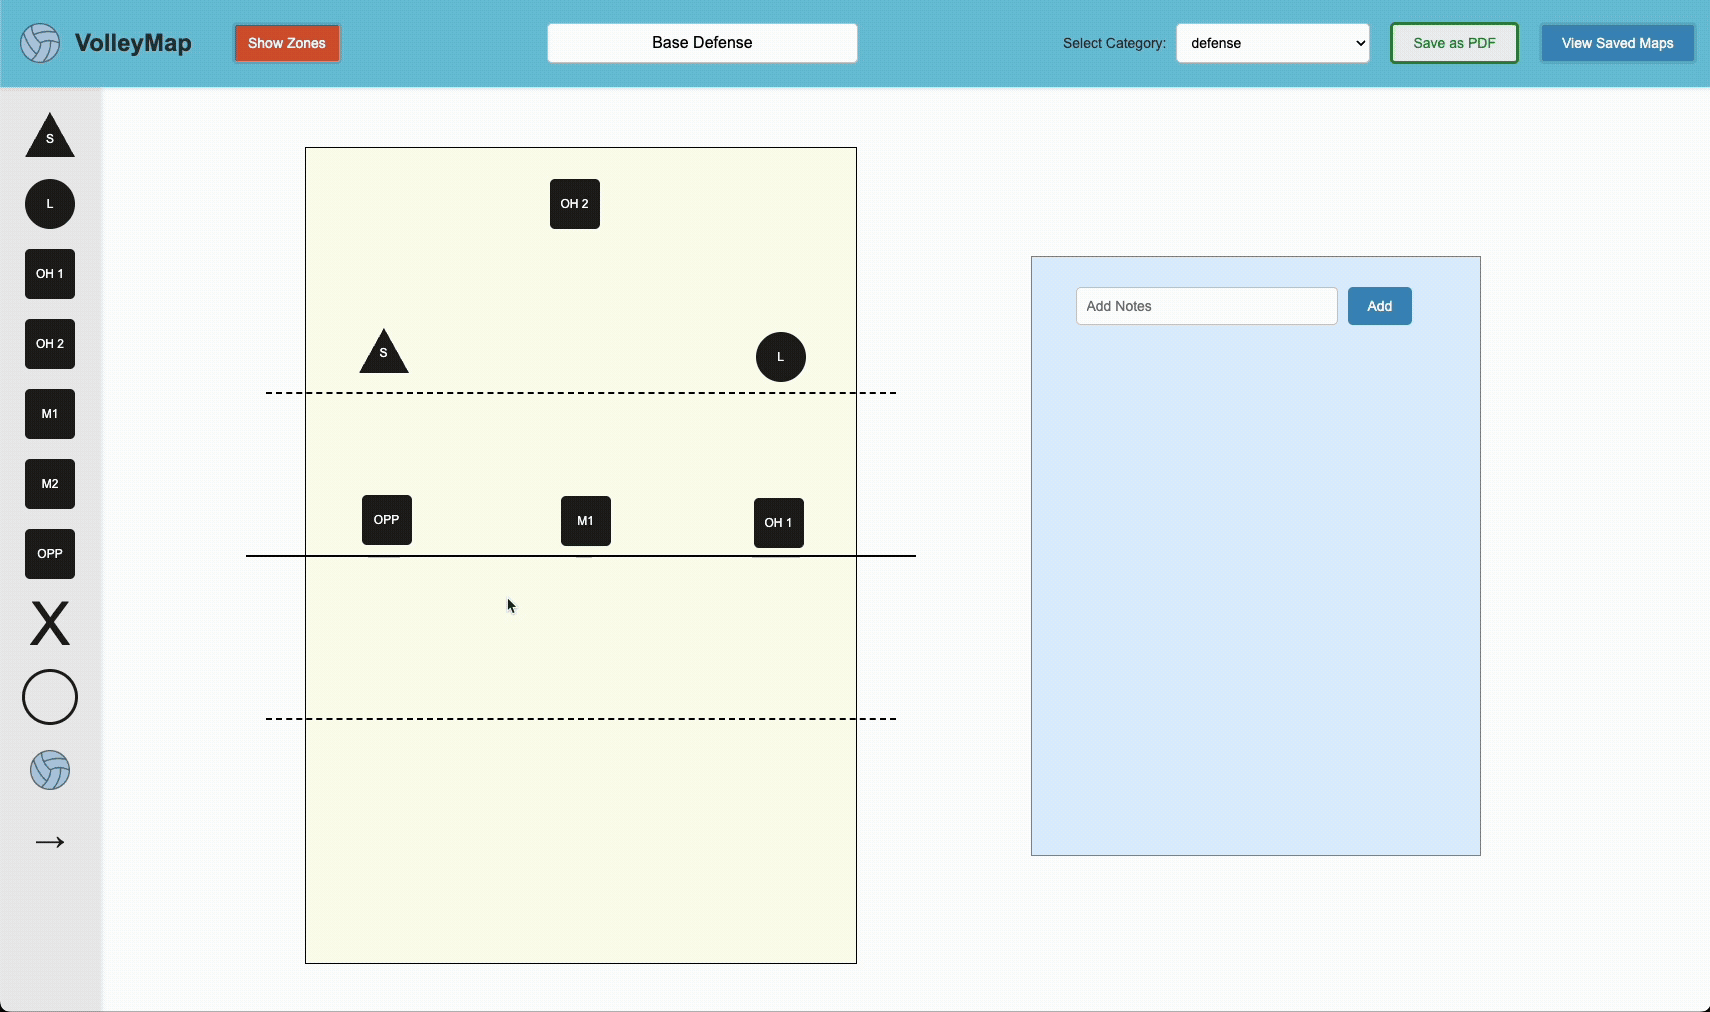 VolleyMap
Show Zones
Base Defense
Select Category:
defense
Save as PDF
View Saved Maps
S
L
OH 1
OH 2
M1
M2
OPP
X
→
OH 2
S
L
OPP
M1
OH 1
Add Notes
Add